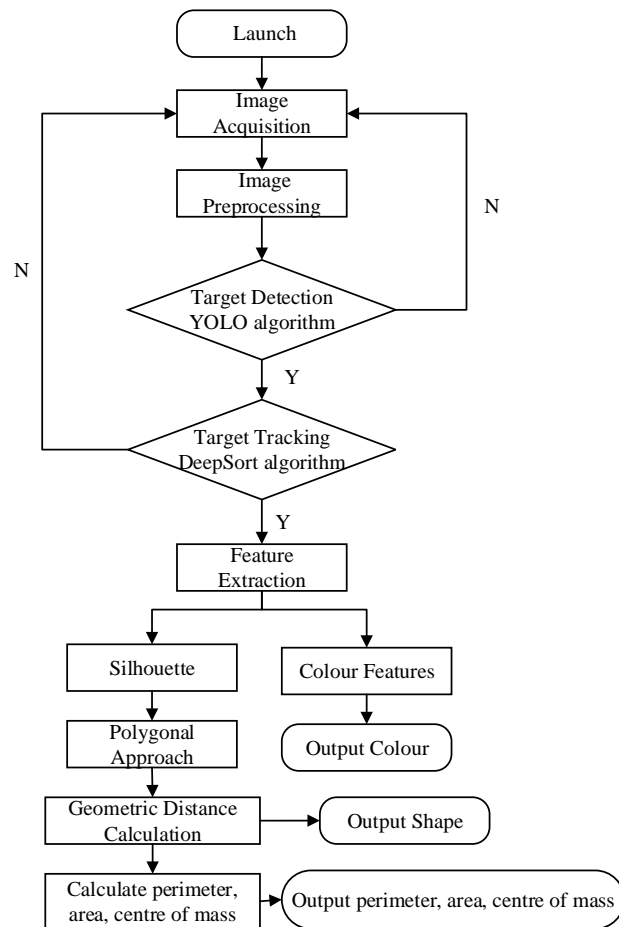 Launch
Image
Acquisition
Image
Preprocessing
N
N
Target Detection
YOLO algorithm
Y
Target Tracking
DeepSort algorithm
Y
Feature
Extraction
Silhouette
Colour Features
Polygonal
Approach
Output Colour
Geometric Distance
Calculation
Output Shape
Calculate perimeter,
area, centre of mass
Output perimeter, area, centre of mass